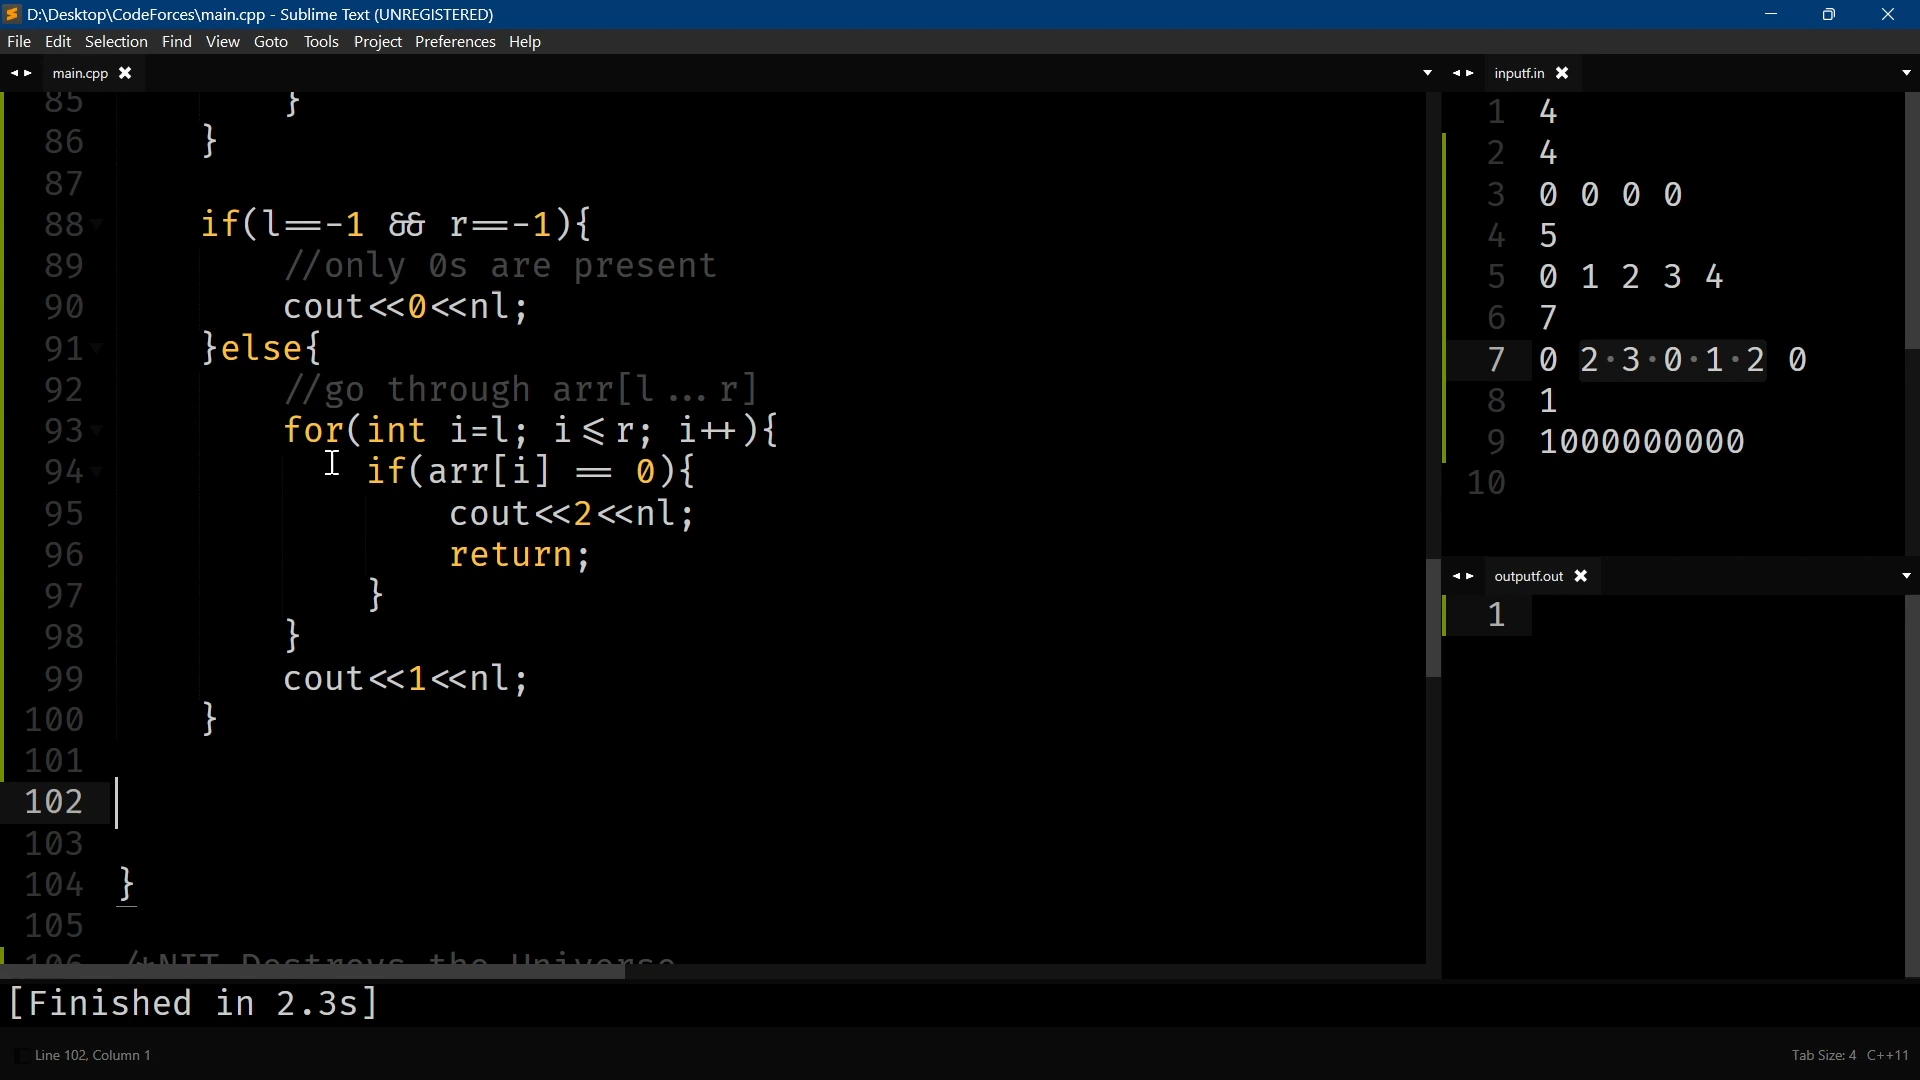 D:\Desktop\CodeForces\main.cpp - Sublime Text (UNREGISTERED)
File Edit Selection Find View Goto Tools Project Preferences Help
main.cpp
85 }
86 }
87
88 if(l==-1 && r==-1){
89 //only 0s are present
90 cout<<0<<nl;
91 }else{
92 //go through arr[l...r]
93 for(int i=l; i<=r; i++){
94 if(arr[i] == 0){
95 cout<<2<<nl;
96 return;
97 }
98 }
99 cout<<1<<nl;
100 }
101
102
103
104 }
105
106 /*NIT Destroys the Universe
inputf.in
1 4
2 4
3 0 0 0 0
4 5
5 0 1 2 3 4
6 7
7 0 2·3·0·1·2 0
8 1
9 1000000000
10
outputf.out
1
[Finished in 2.3s]
Line 102, Column 1
Tab Size: 4 C++11